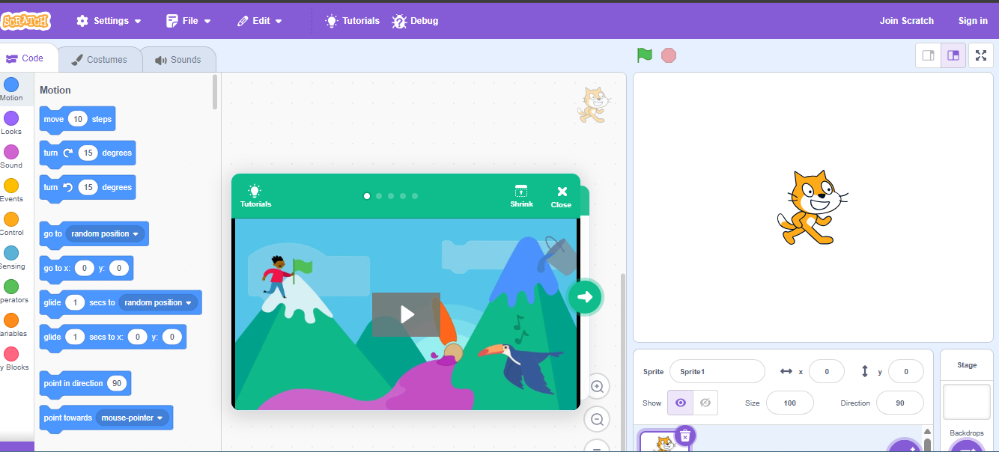 SCRATCH Settings File Edit Tutorials Debug Join Scratch Sign in
Code Costumes Sounds
Motion
Looks
Sound
Events
Control
Sensing
perators
ariables
y Blocks
Motion
move 10 steps
turn 15 degrees
turn 15 degrees
go to random position
go to x: 0 y: 0
glide 1 secs to random position
glide 1 secs to x: 0 y: 0
point in direction 90
point towards mouse-pointer
Tutorials Shrink Close
Sprite Sprite1 x 0 y 0
Show Size 100 Direction 90
Stage
Backdrops